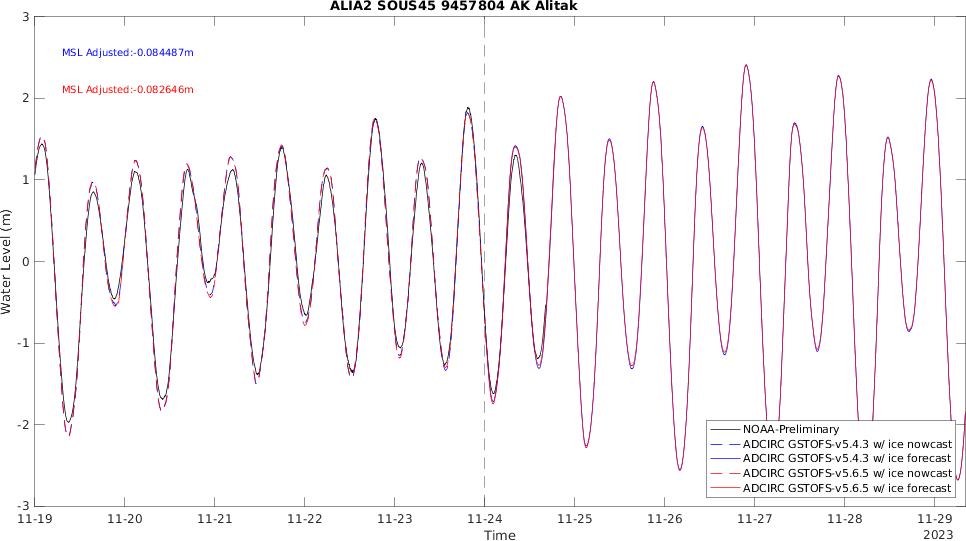 ALIA2 SOUS45 9457804 AK Alitak
3
MSL Adjusted:-0.084487m
MSL Adjusted:-0.082646m
2
1
0
-1
-2
-3
Water Level (m)
NOAA-Preliminary
ADCIRC GSTOFS-v5.4.3 w/ ice nowcast
ADCIRC GSTOFS-v5.4.3 w/ ice forecast
ADCIRC GSTOFS-v5.6.5 w/ ice nowcast
ADCIRC GSTOFS-v5.6.5 w/ ice forecast
11-19 11-20 11-21 11-22 11-23 11-24 11-25 11-26 11-27 11-28 11-29
Time 2023